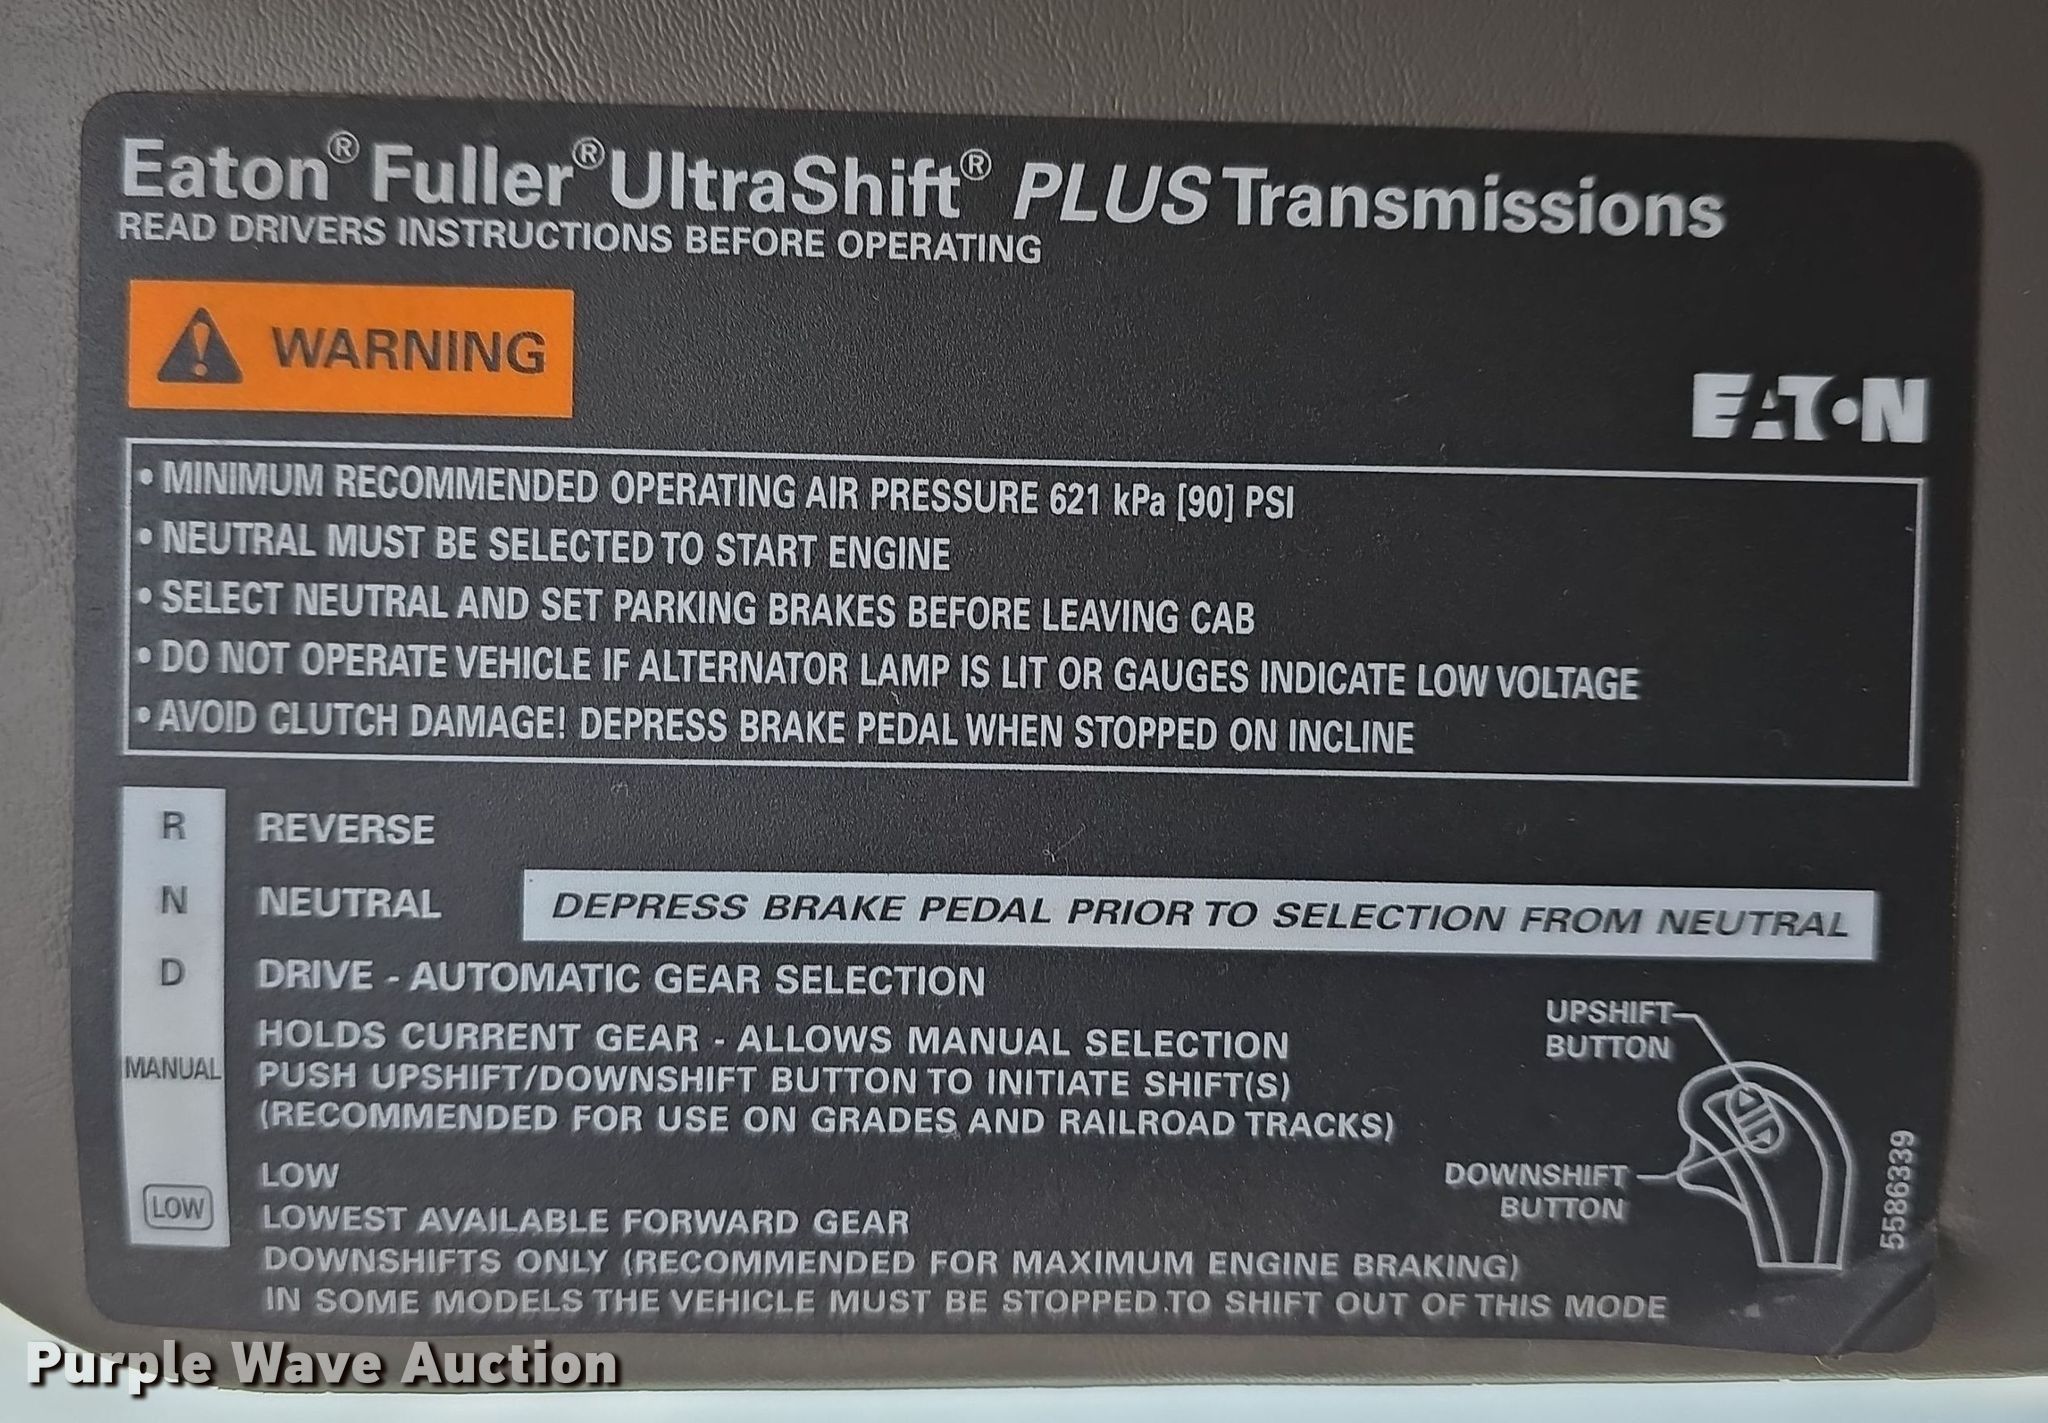 Eaton® Fuller® UltraShift® PLUS Transmissions
READ DRIVERS INSTRUCTIONS BEFORE OPERATING
WARNING
EATON
• MINIMUM RECOMMENDED OPERATING AIR PRESSURE 621 kPa [90] PSI
• NEUTRAL MUST BE SELECTED TO START ENGINE
• SELECT NEUTRAL AND SET PARKING BRAKES BEFORE LEAVING CAB
• DO NOT OPERATE VEHICLE IF ALTERNATOR LAMP IS LIT OR GAUGES INDICATE LOW VOLTAGE
• AVOID CLUTCH DAMAGE! DEPRESS BRAKE PEDAL WHEN STOPPED ON INCLINE
R REVERSE
N NEUTRAL DEPRESS BRAKE PEDAL PRIOR TO SELECTION FROM NEUTRAL
D DRIVE - AUTOMATIC GEAR SELECTION
HOLDS CURRENT GEAR - ALLOWS MANUAL SELECTION
MANUAL PUSH UPSHIFT/DOWNSHIFT BUTTON TO INITIATE SHIFT(S)
(RECOMMENDED FOR USE ON GRADES AND RAILROAD TRACKS)
UPSHIFT
BUTTON
DOWNSHIFT
BUTTON
5586339
LOW
LOW LOWEST AVAILABLE FORWARD GEAR
DOWNSHIFTS ONLY (RECOMMENDED FOR MAXIMUM ENGINE BRAKING)
IN SOME MODELS THE VEHICLE MUST BE STOPPED TO SHIFT OUT OF THIS MODE
Purple Wave Auction